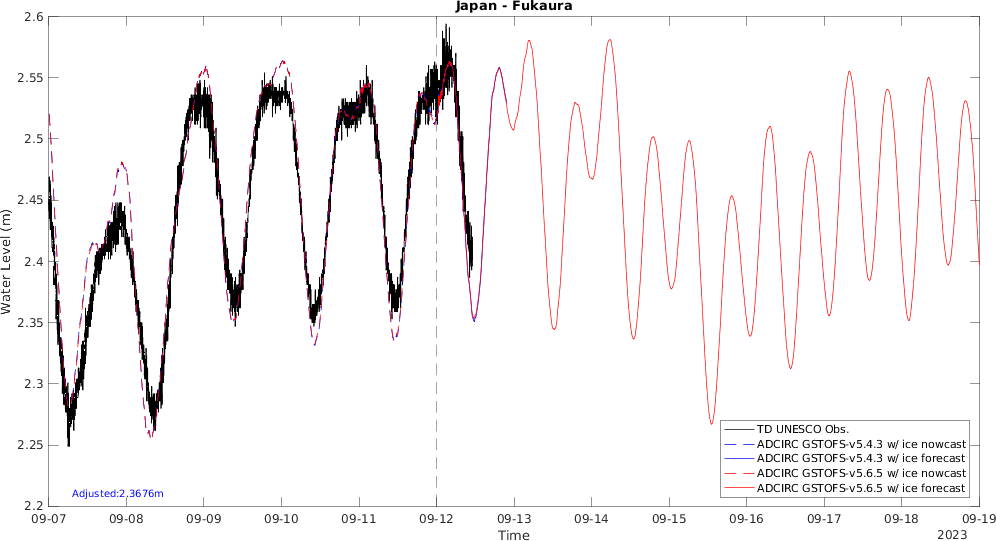 Japan - Fukaura
2.6
2.55
2.5
2.45
2.4
2.35
2.3
2.25
2.2
Water Level (m)
Adjusted:2.3676m
TD UNESCO Obs.
ADCIRC GSTOFS-v5.4.3 w/ ice nowcast
ADCIRC GSTOFS-v5.4.3 w/ ice forecast
ADCIRC GSTOFS-v5.6.5 w/ ice nowcast
ADCIRC GSTOFS-v5.6.5 w/ ice forecast
09-07 09-08 09-09 09-10 09-11 09-12 09-13 09-14 09-15 09-16 09-17 09-18 09-19
Time
2023